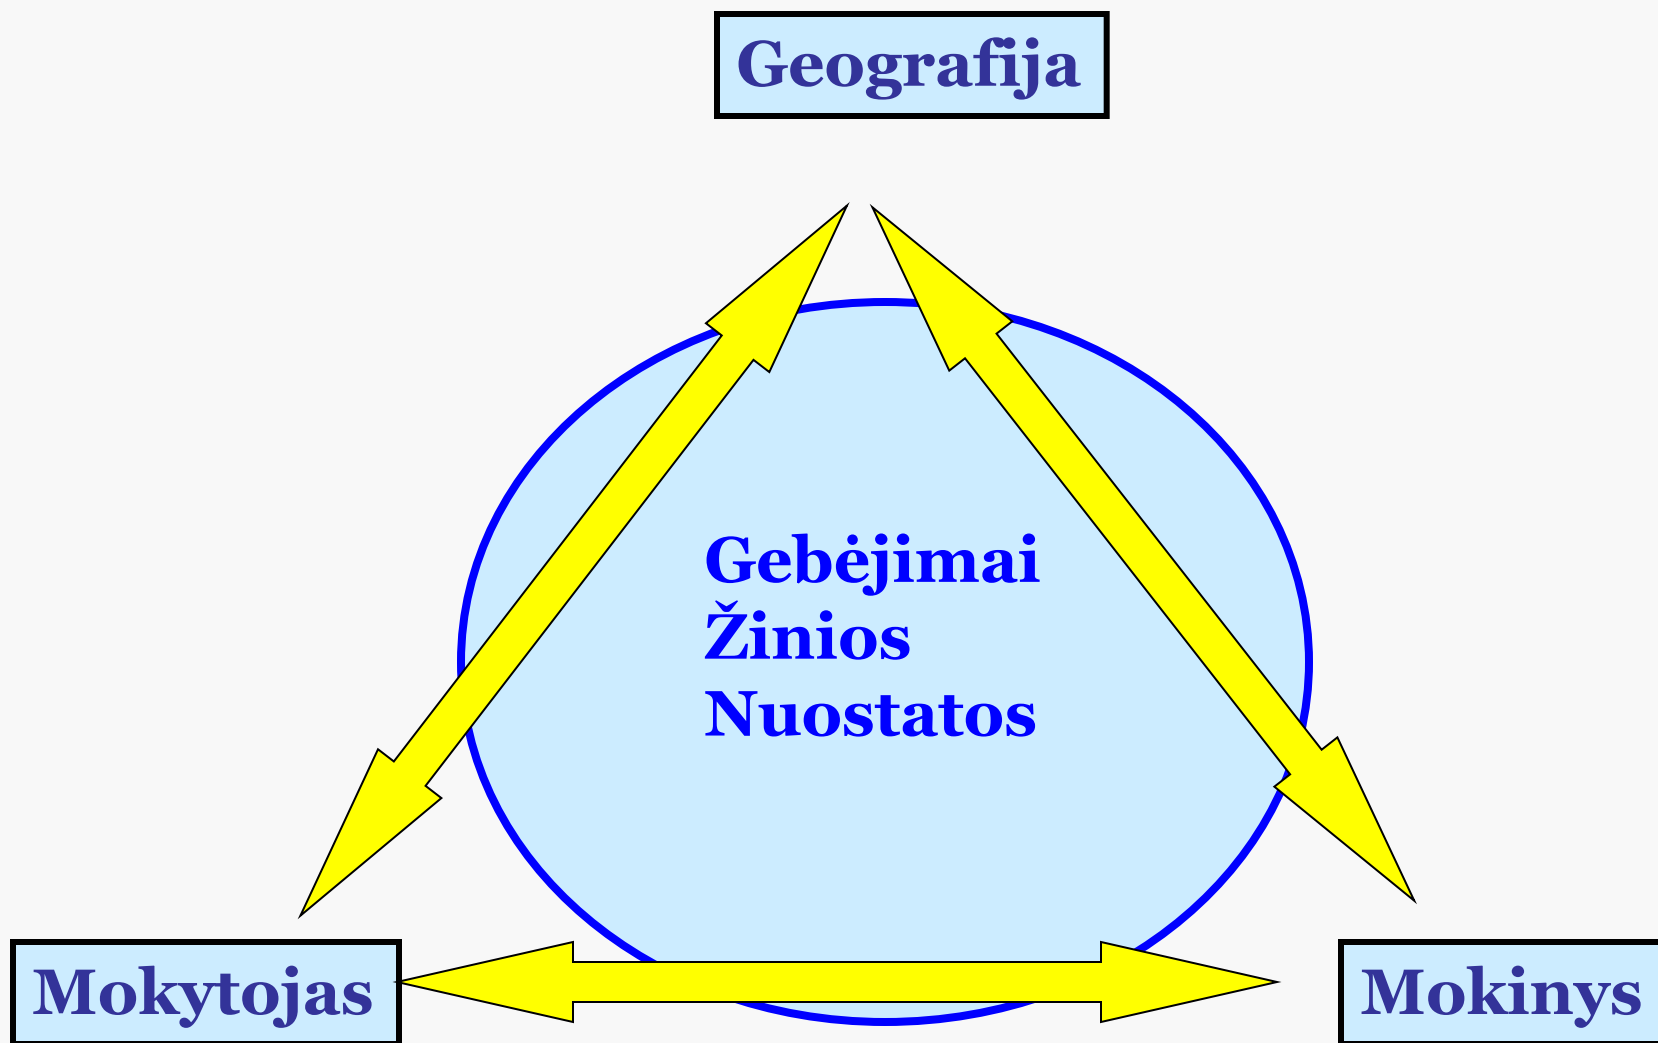 Geografija
Gebėjimai
Žinios
Nuostatos
Mokytojas
Mokinys